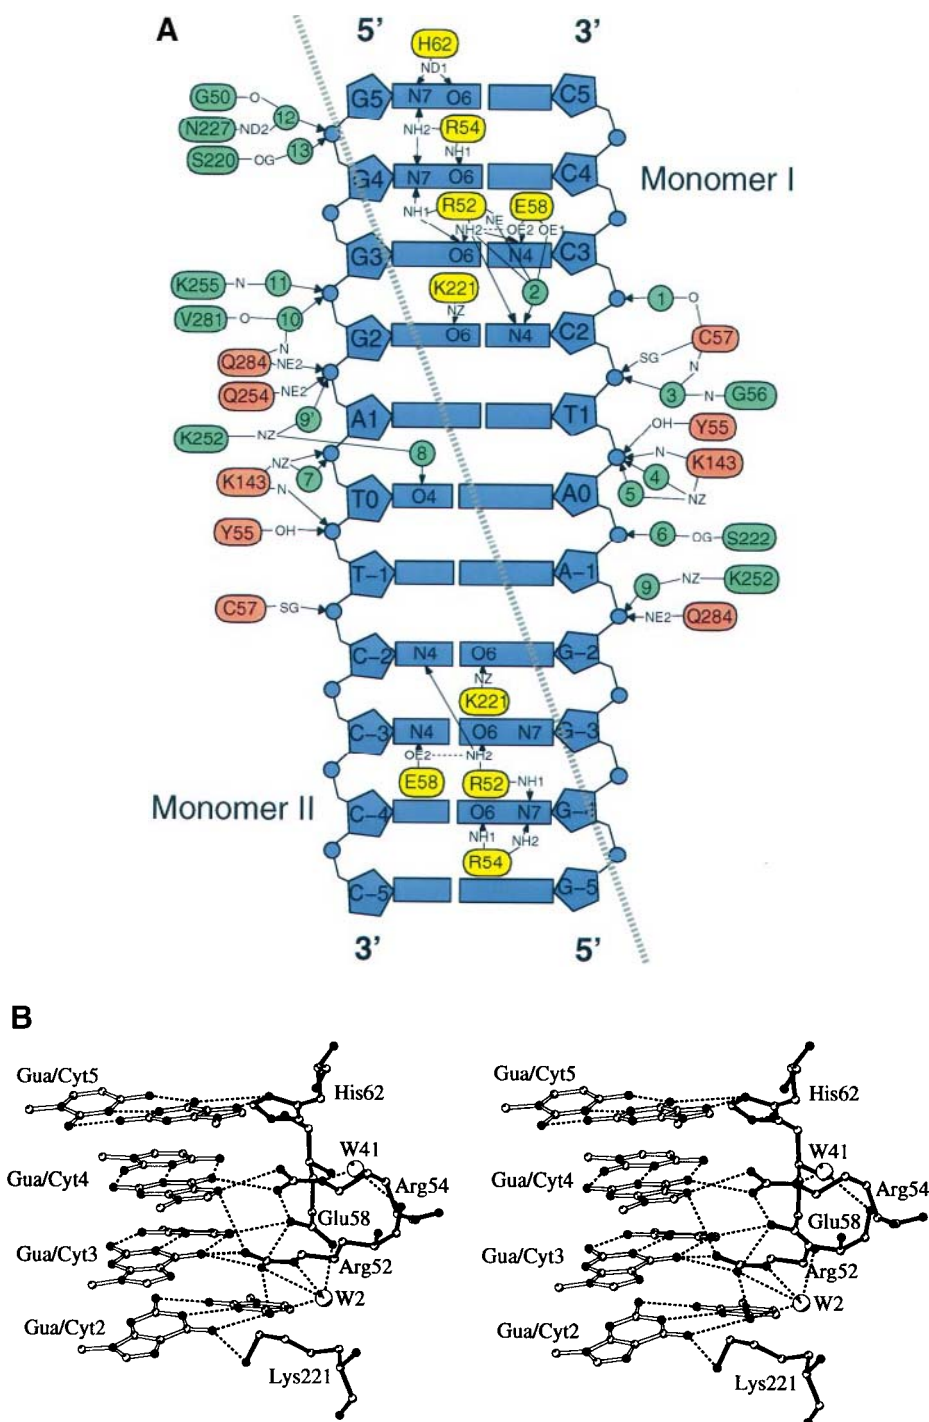 A
5' 3'
H62
ND1
G5 N7 O6 C5
G50 O 12
N227 ND2
S220 OG 13
NH2 R54
NH1
G4 N7 O6 C4
Monomer I
NH1 R52 NE E58
NH2 OE2 OE1
G3 O6 N4 C3
K255 N 11
K221 2
NZ
1 O
V281 O 10
G2 O6 N4 C2
C57
N
Q284 NE2
SG
N
Q254 NE2
3 N G56
9'
A1 T1
OH Y55
K252 NZ
8
N K143
NZ
K143 7
N
4
5 NZ
T0 O4 A0
Y55 OH
6 OG S222
T-1 A-1
9 NZ K252
C57 SG
NE2 Q284
C-2 N4 O6 G-2
NZ
K221
C-3 N4 O6 N7 G-3
OE2 NH2
E58 R52 NH1
Monomer II
C-4 O6 N7 G-
NH1 NH2
R54
C-5 G-5
3' 5'
B
Gua/Cyt5 His62
W41
Gua/Cyt4 Arg54
Glu58
Gua/Cyt3
Arg52
W2
Gua/Cyt2
Lys221
Gua/Cyt5 His62
W41
Gua/Cyt4 Arg54
Glu58
Gua/Cyt3
Arg52
W2
Gua/Cyt2
Lys221